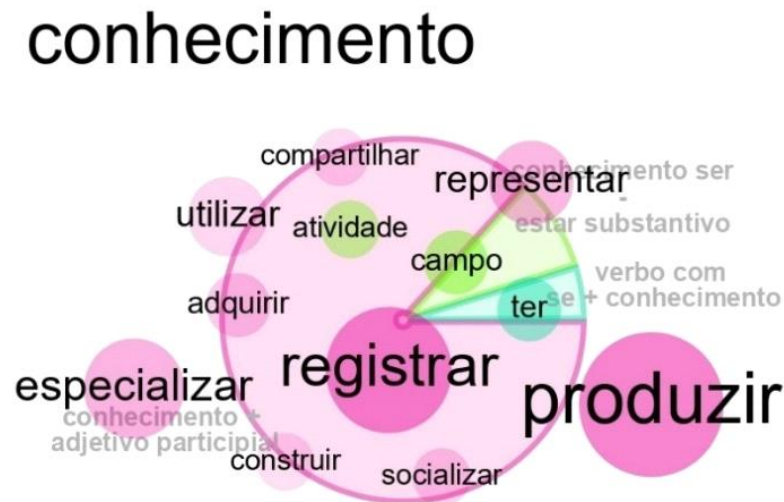 conhecimento
compartilhar
representar
conhecimento ser
-
estar substantivo
utilizar
atividade
campo
verbo com
se + conhecimento
adquirir
ter
registrar
especializar
produzir
conhecimento +
adjetivo participial
construir
socializar